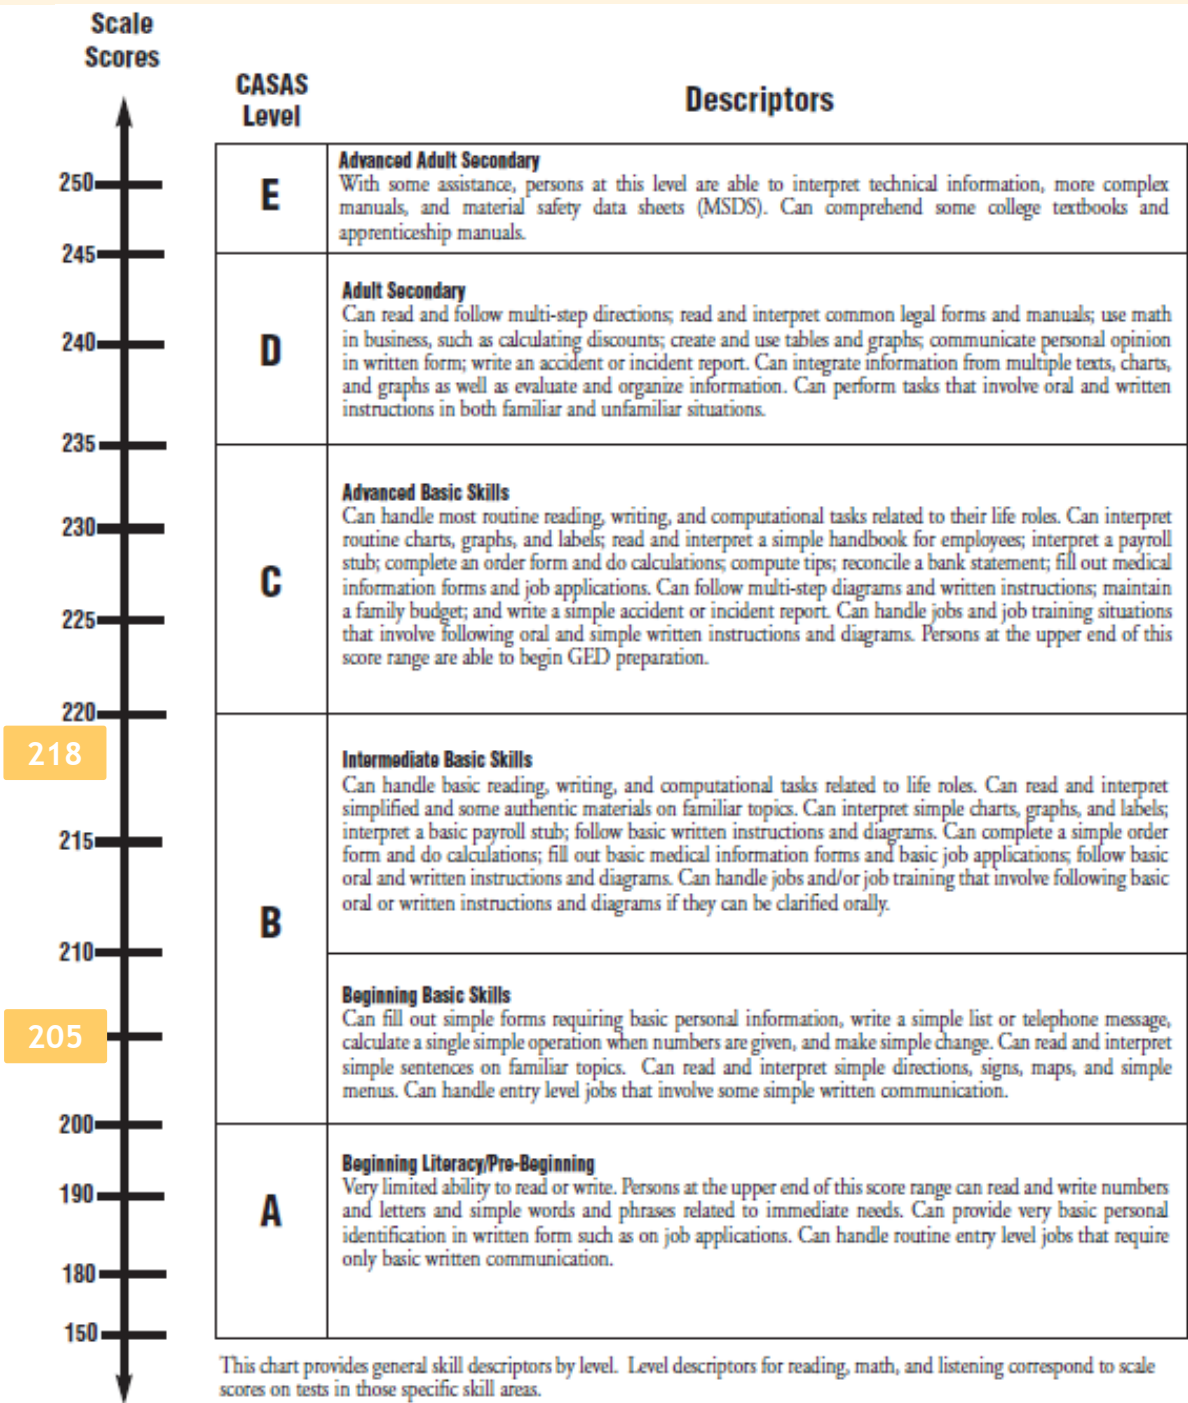 Scale
Scores
CASAS
Level
Descriptors
250
E
Advanced Adult Secondary
With some assistance, persons at this level are able to interpret technical information, more complex
manuals, and material safety data sheets (MSDS). Can comprehend some college textbooks and
apprenticeship manuals.
245
240
D
Adult Secondary
Can read and follow multi-step directions; read and interpret common legal forms and manuals; use math
in business, such as calculating discounts; create and use tables and graphs; communicate personal opinion
in written form; write an accident or incident report. Can integrate information from multiple texts, charts,
and graphs as well as evaluate and organize information. Can perform tasks that involve oral and written
instructions in both familiar and unfamiliar situations.
235
230
225
C
Advanced Basic Skills
Can handle most routine reading, writing, and computational tasks related to their life roles. Can interpret
routine charts, graphs, and labels; read and interpret a simple handbook for employees; interpret a payroll
stub; complete an order form and do calculations; compute tips; reconcile a bank statement; fill out medical
information forms and job applications. Can follow multi-step diagrams and written instructions; maintain
a family budget; and write a simple accident or incident report. Can handle jobs and job training situations
that involve following oral and simple written instructions and diagrams. Persons at the upper end of this
score range are able to begin GED preparation.
220
218
215
210
B
Intermediate Basic Skills
Can handle basic reading, writing, and computational tasks related to life roles. Can read and interpret
simplified and some authentic materials on familiar topics. Can interpret simple charts, graphs, and labels;
interpret a basic payroll stub; follow basic written instructions and diagrams. Can complete a simple order
form and do calculations; fill out basic medical information forms and basic job applications; follow basic
oral and written instructions and diagrams. Can handle jobs and/or job training that involve following basic
oral or written instructions and diagrams if they can be clarified orally.
205
Beginning Basic Skills
Can fill out simple forms requiring basic personal information, write a simple list or telephone message,
calculate a single simple operation when numbers are given, and make simple change. Can read and interpret
simple sentences on familiar topics. Can read and interpret simple directions, signs, maps, and simple
menus. Can handle entry level jobs that involve some simple written communication.
200
190
180
150
A
Beginning Literacy/Pre-Beginning
Very limited ability to read or write. Persons at the upper end of this score range can read and write numbers
and letters and simple words and phrases related to immediate needs. Can provide very basic personal
identification in written form such as on job applications. Can handle routine entry level jobs that require
only basic written communication.
This chart provides general skill descriptors by level. Level descriptors for reading, math, and listening correspond to scale
scores on tests in those specific skill areas.